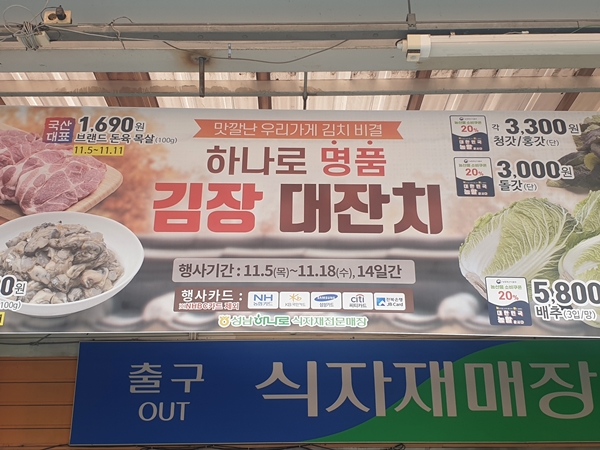 국산 대표
1,690원
브랜드 돈육 목살(100g)
11.5~11.11
맛깔난 우리가게 김치 비결
하나로 명품
김장 대잔치
행사기간 : 11.5(목)~11.18(수), 14일간
행사카드 :
NH
citi
JB Card
성남하나로 식자재전문매장
20%
각 3,300원
청갓/홍갓(단)
20%
3,000원
돌갓(단)
20%
5,800
배추(3입/망)
0원
100g)
출구
OUT
식자재매장